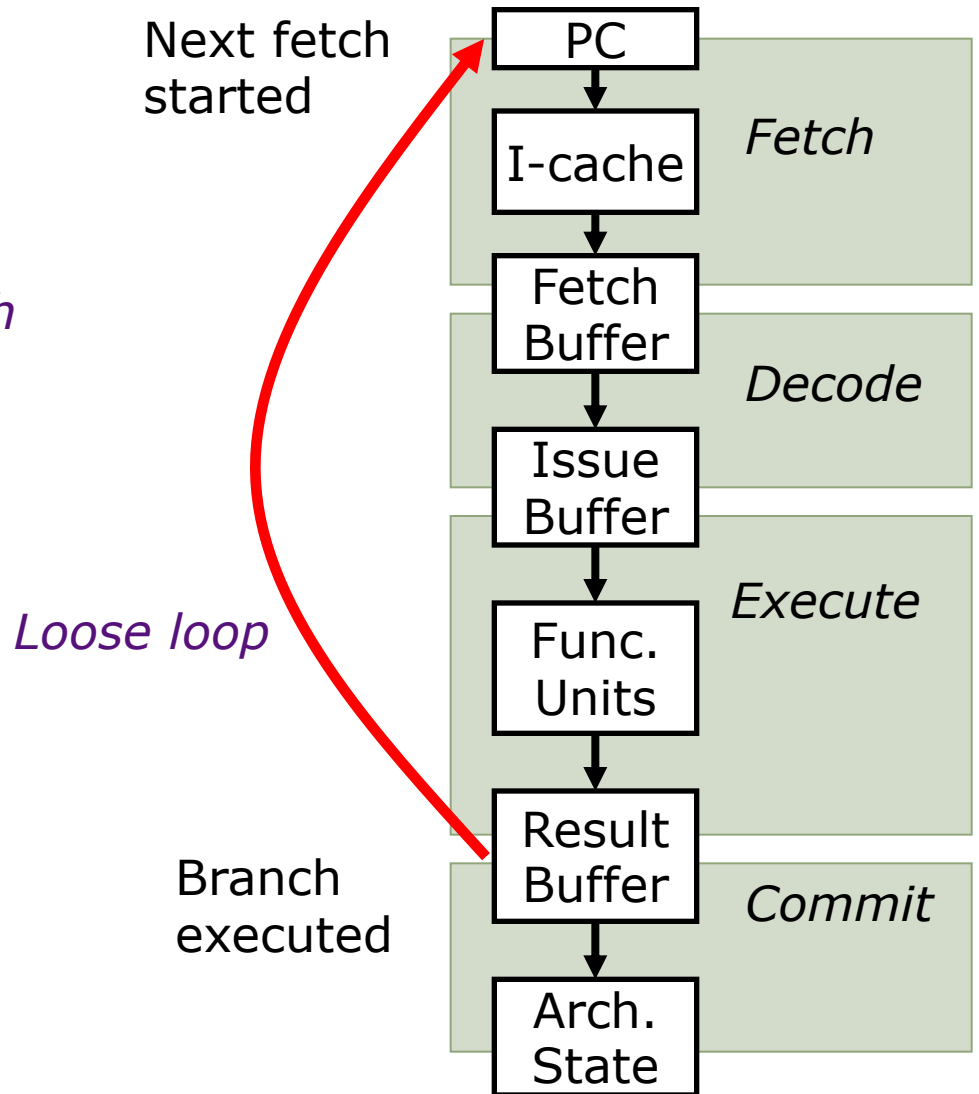 Next fetch
started
PC
Fetch
I-cache
Fetch
Buffer
h
Decode
Issue
Buffer
Execute
Loose loop
Func.
Units
Result
Buffer
Branch
executed
Commit
Arch.
State